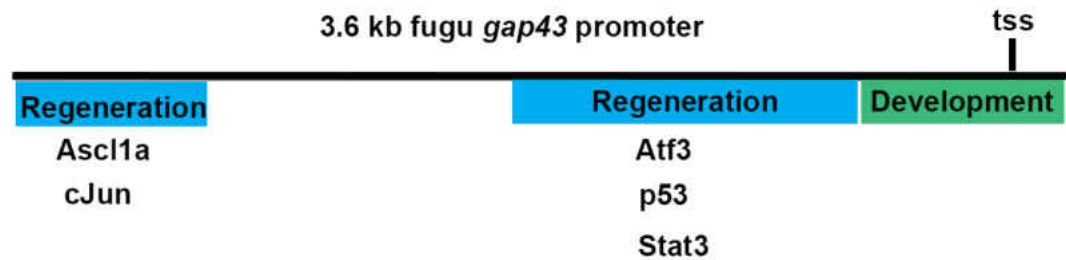 3.6 kb fugu gap43 promoter
tss
Regeneration
Regeneration
Development
Ascl1a
cJun
Atf3
p53
Stat3